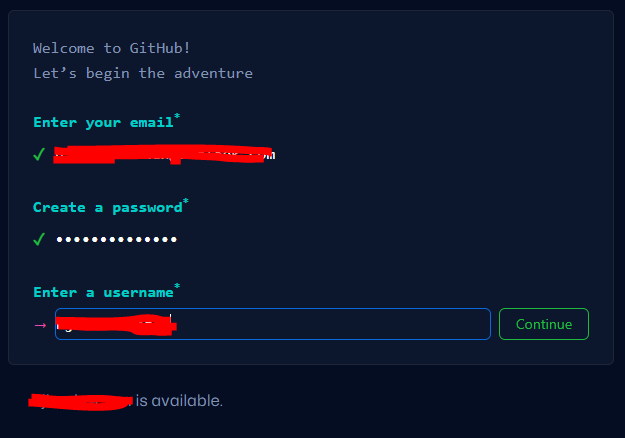 Welcome to GitHub!
Let’s begin the adventure
Enter your email*
✓
Create a password*
✓ ••••••••••••••
Enter a username*
→ Continue
is available.